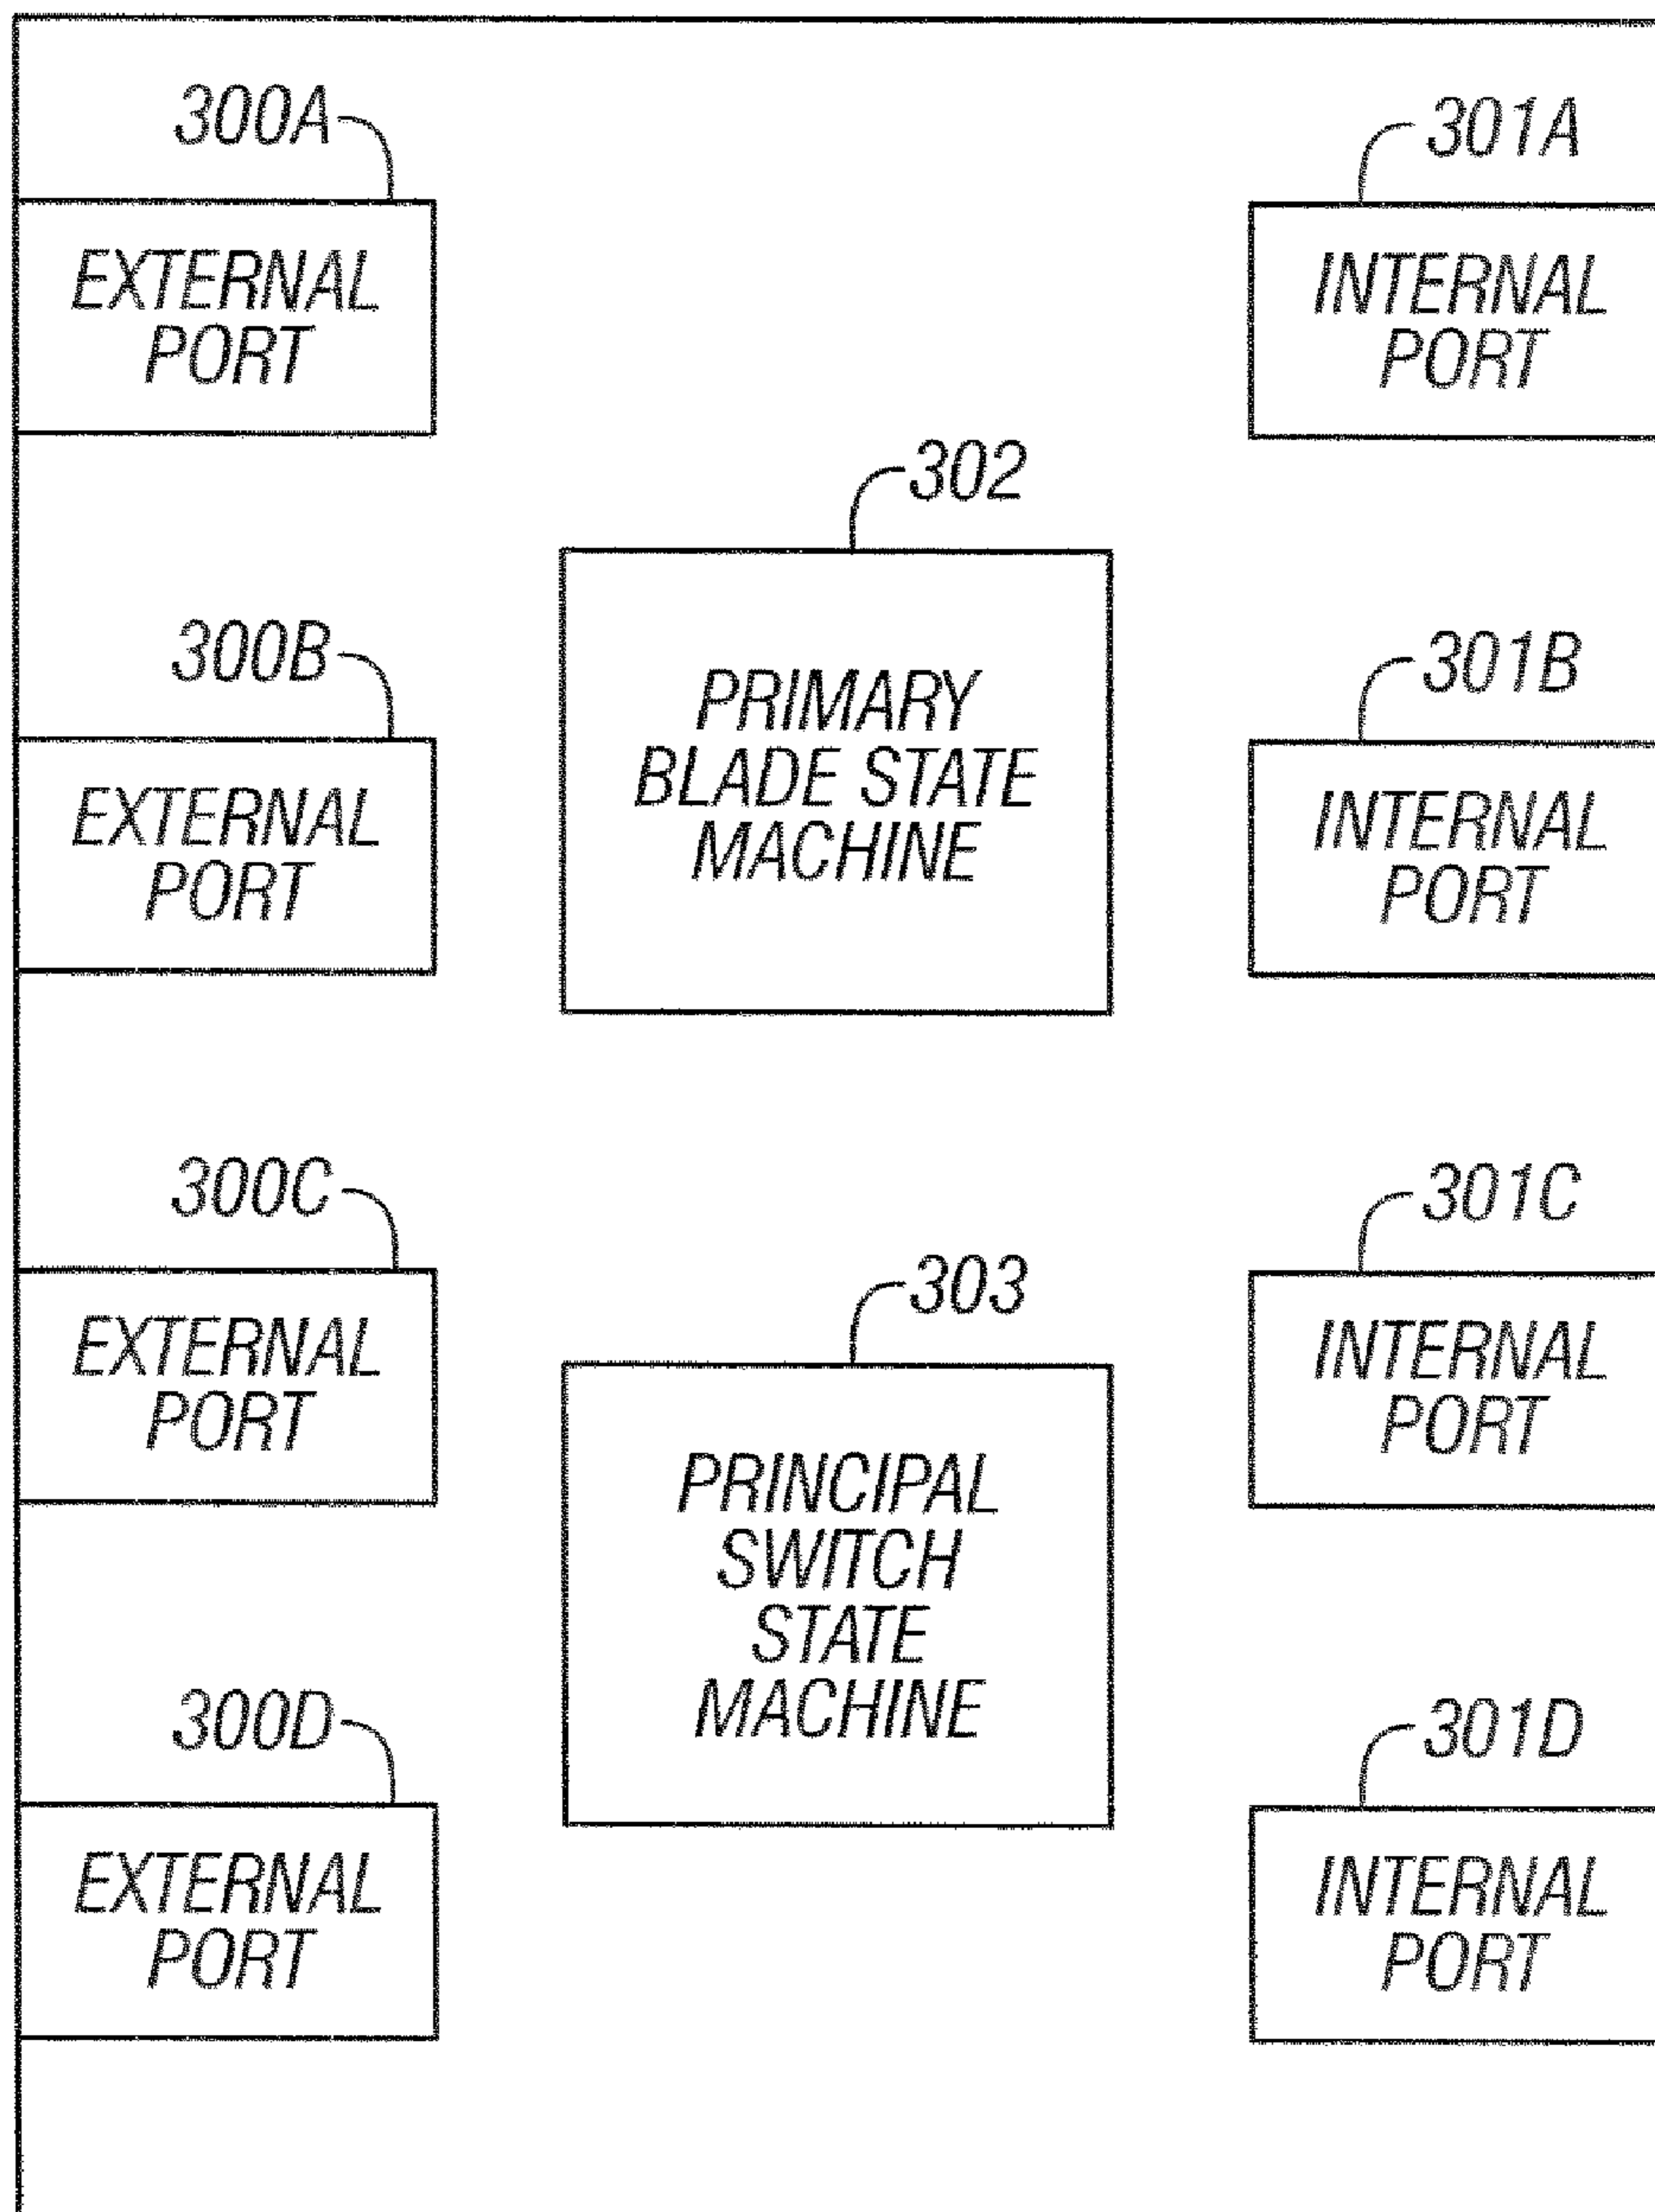 300A
EXTERNAL
PORT
301A
INTERNAL
PORT
302
PRIMARY
BLADE STATE
MACHINE
300B
EXTERNAL
PORT
301B
INTERNAL
PORT
300C
EXTERNAL
PORT
303
PRINCIPAL
SWITCH
STATE
MACHINE
301C
INTERNAL
PORT
300D
EXTERNAL
PORT
301D
INTERNAL
PORT